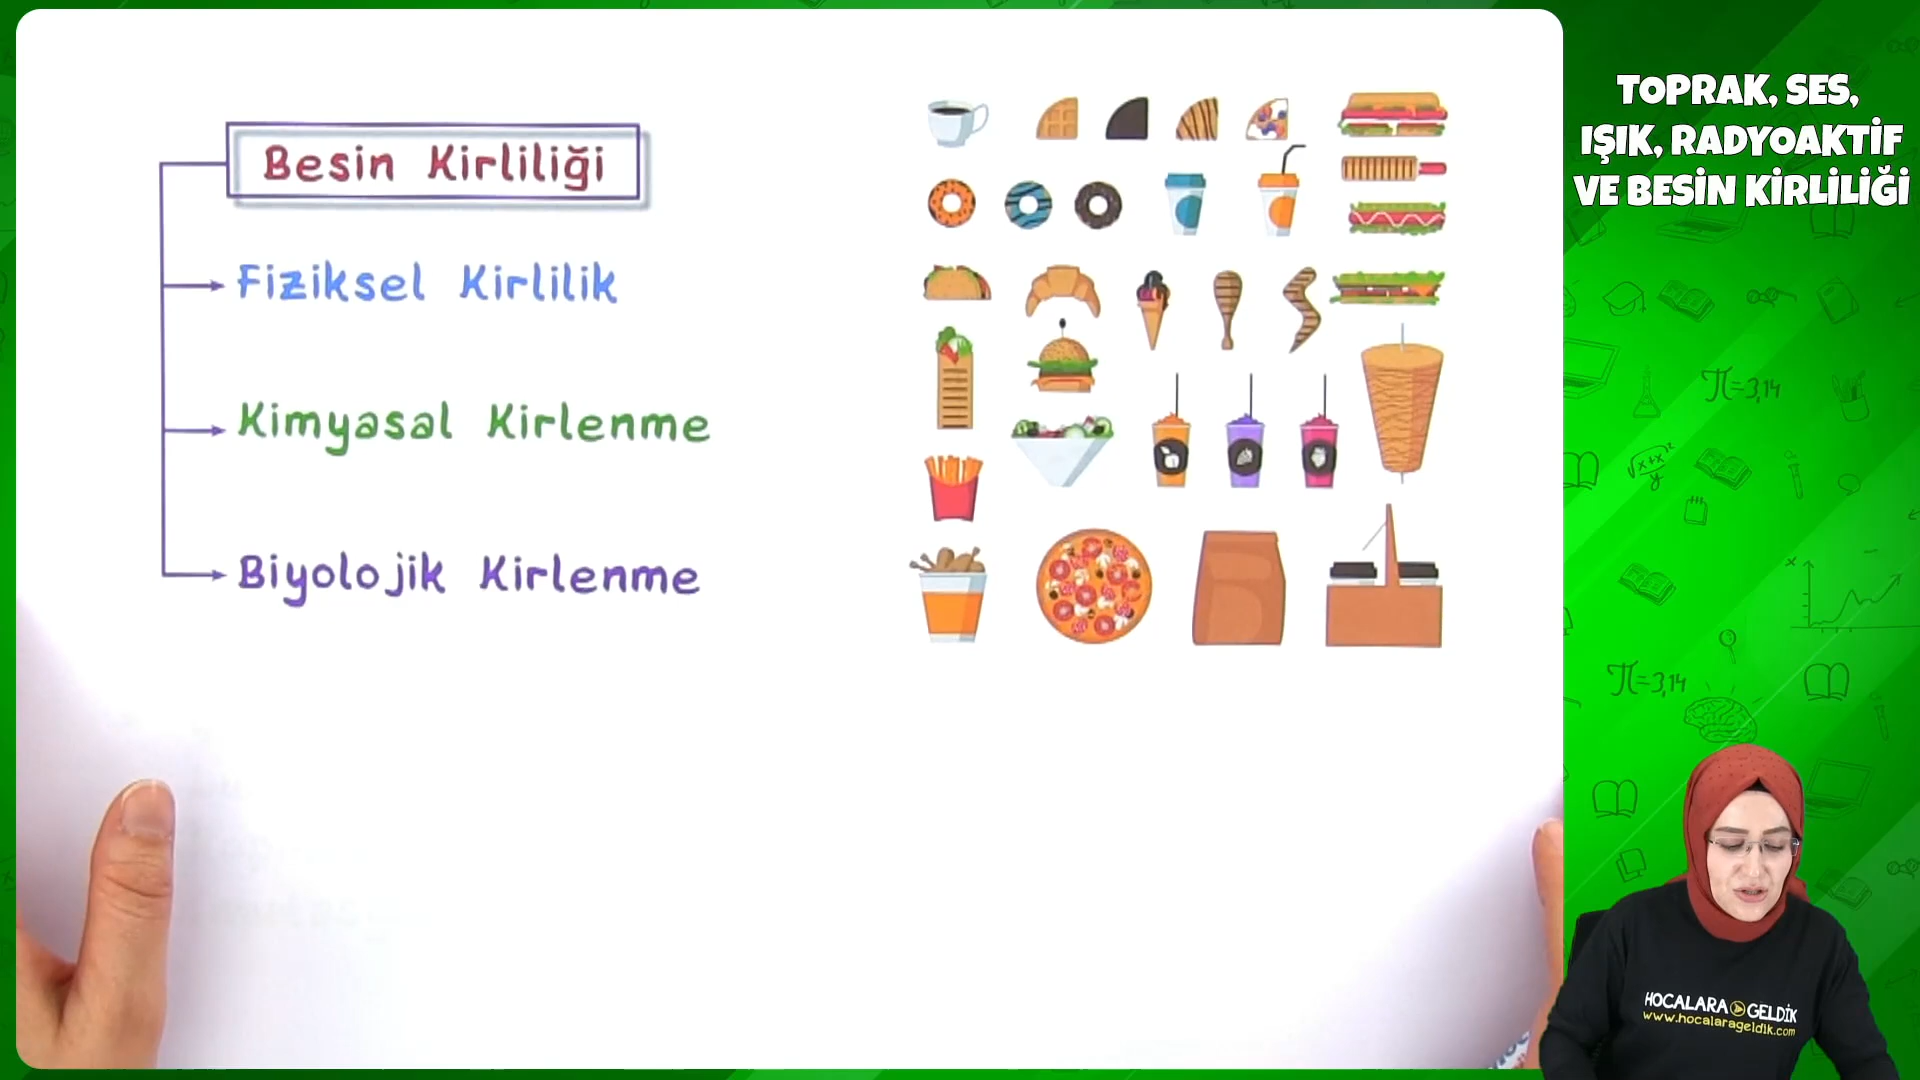 Besin Kirliliği
Fiziksel Kirlilik
Kimyasal Kirlenme
Biyolojik Kirlenme
TOPRAK, SES,
IŞIK, RADYOAKTİF
VE BESİN KİRLİLİĞİ
π=3,14
π=3,14
HOCALARA GELDİK
www.hocalarageldik.com